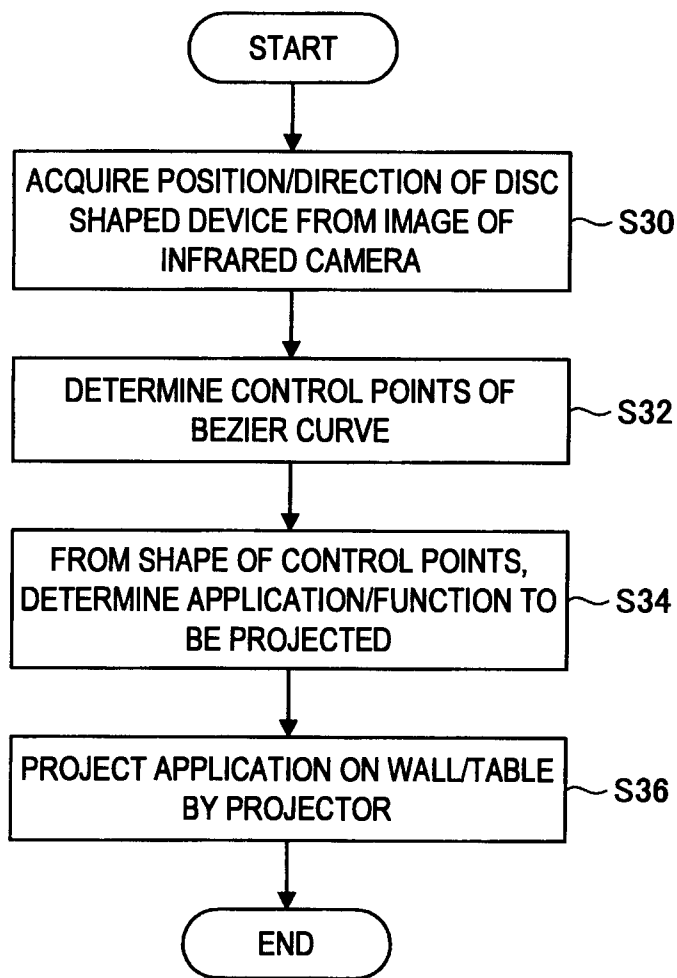 START
ACQUIRE POSITION/DIRECTION OF DISC
SHAPED DEVICE FROM IMAGE OF
INFRARED CAMERA
S30
DETERMINE CONTROL POINTS OF
BEZIER CURVE
S32
FROM SHAPE OF CONTROL POINTS,
DETERMINE APPLICATION/FUNCTION TO
BE PROJECTED
S34
PROJECT APPLICATION ON WALL/TABLE
BY PROJECTOR
S36
END